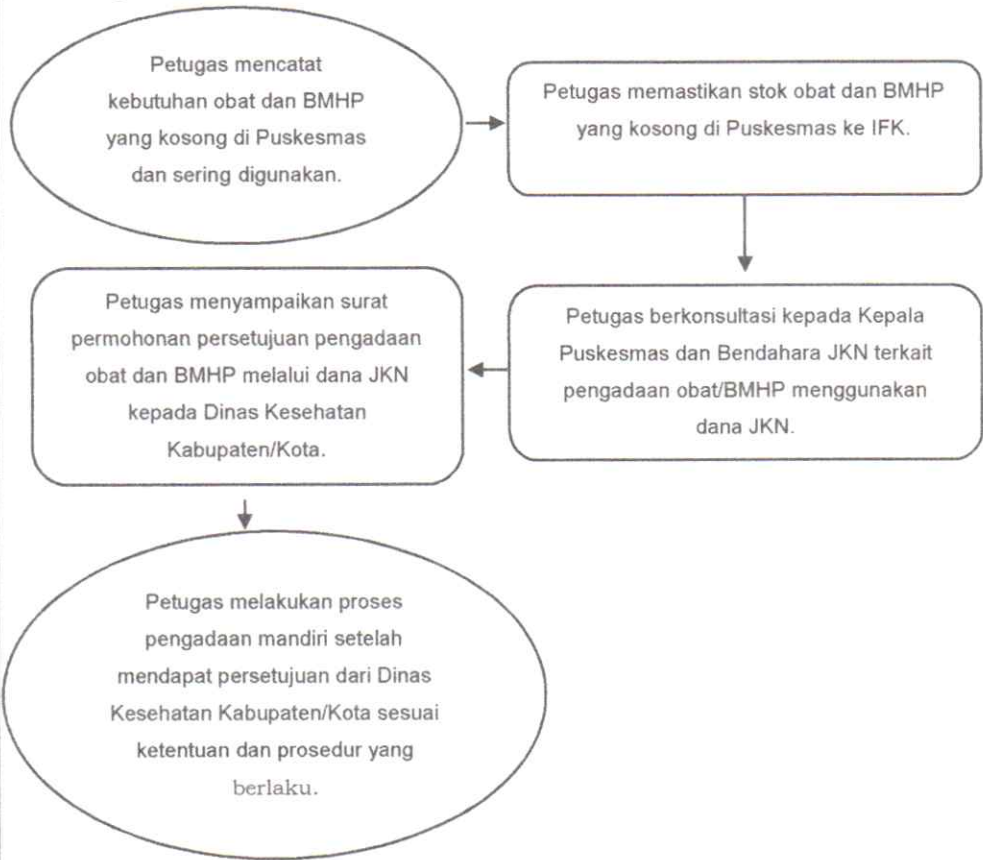 Petugas mencatat
kebutuhan obat dan BMHP
yang kosong di Puskesmas
dan sering digunakan.
Petugas memastikan stok obat dan BMHP
yang kosong di Puskesmas ke IFK.
Petugas berkonsultasi kepada Kepala
Puskesmas dan Bendahara JKN terkait
pengadaan obat/BMHP menggunakan
dana JKN.
Petugas menyampaikan surat
permohonan persetujuan pengadaan
obat dan BMHP melalui dana JKN
kepada Dinas Kesehatan
Kabupaten/Kota.
Petugas melakukan proses
pengadaan mandiri setelah
mendapat persetujuan dari Dinas
Kesehatan Kabupaten/Kota sesuai
ketentuan dan prosedur yang
berlaku.